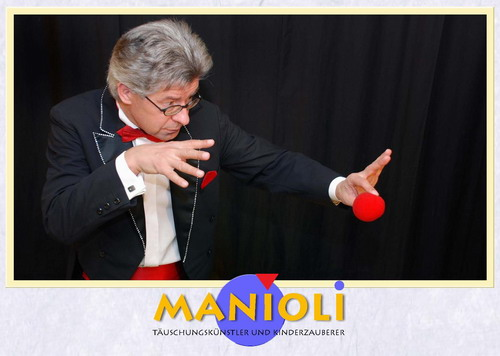 MANIOLI
TÄUSCHUNGSKÜNSTLER UND KINDERZAUBERER